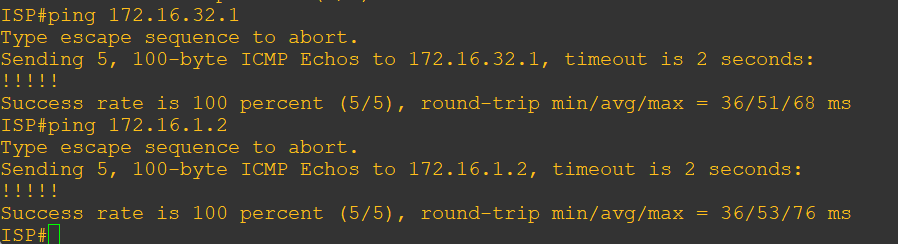 ISP#ping 172.16.32.1
Type escape sequence to abort.
Sending 5, 100-byte ICMP Echos to 172.16.32.1, timeout is 2 seconds:
!!!!!
Success rate is 100 percent (5/5), round-trip min/avg/max = 36/51/68 ms
ISP#ping 172.16.1.2
Type escape sequence to abort.
Sending 5, 100-byte ICMP Echos to 172.16.1.2, timeout is 2 seconds:
!!!!!
Success rate is 100 percent (5/5), round-trip min/avg/max = 36/53/76 ms
ISP#